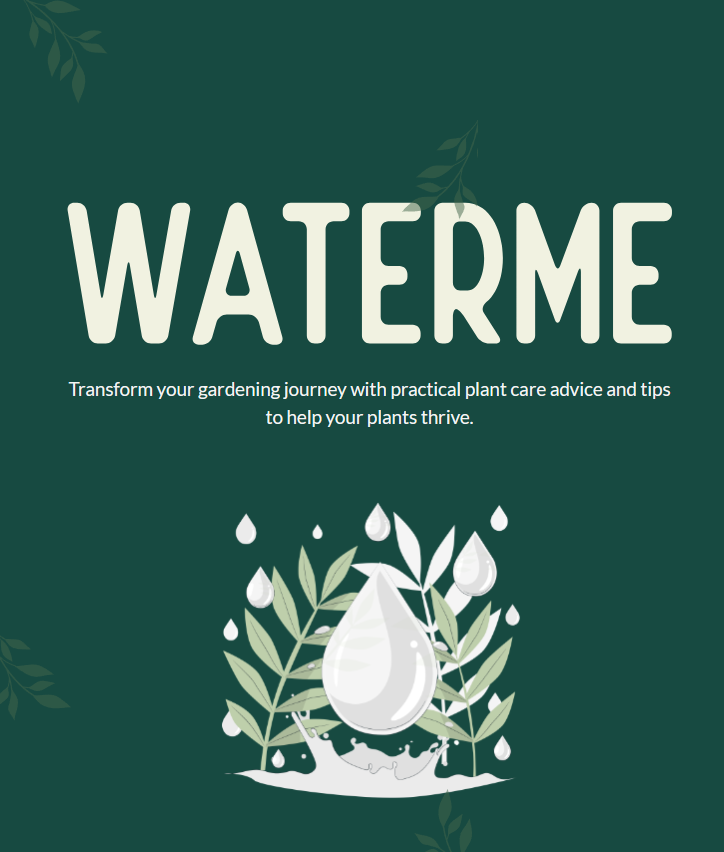 WATERME
Transform your gardening journey with practical plant care advice and tips
to help your plants thrive.